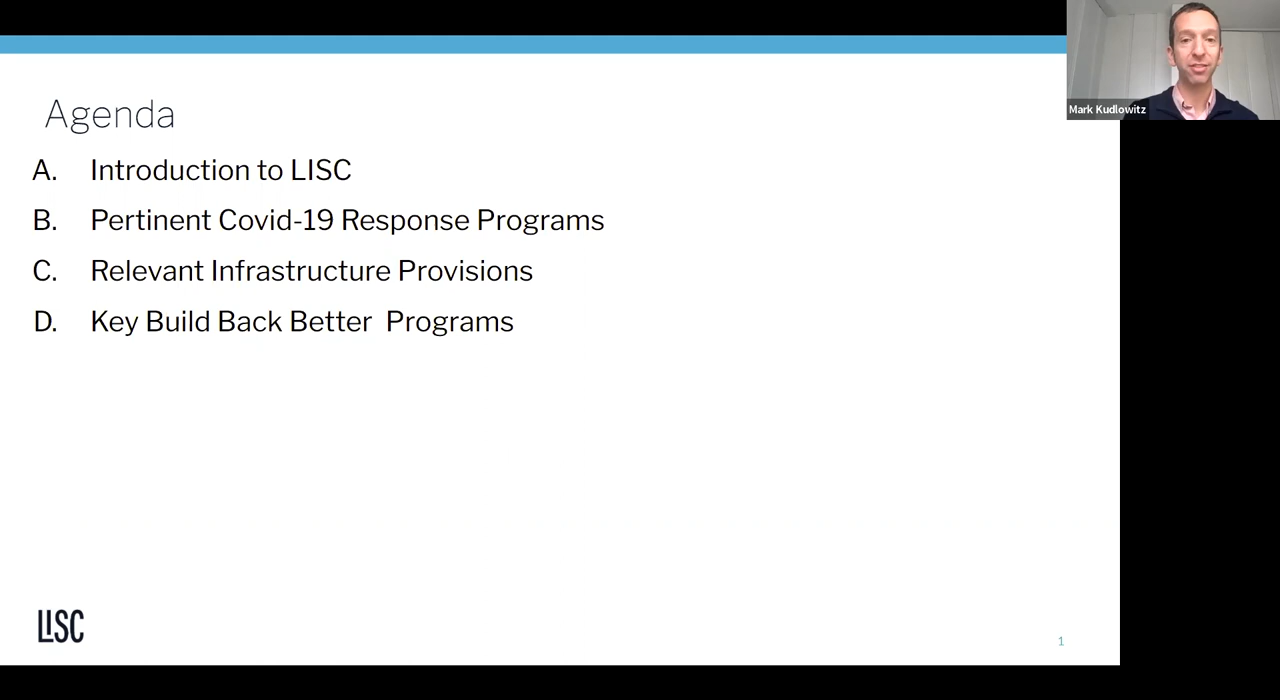 Mark Kudlowitz
Agenda
A. Introduction to LISC
B. Pertinent Covid-19 Response Programs
C. Relevant Infrastructure Provisions
D. Key Build Back Better  Programs
LISC
1